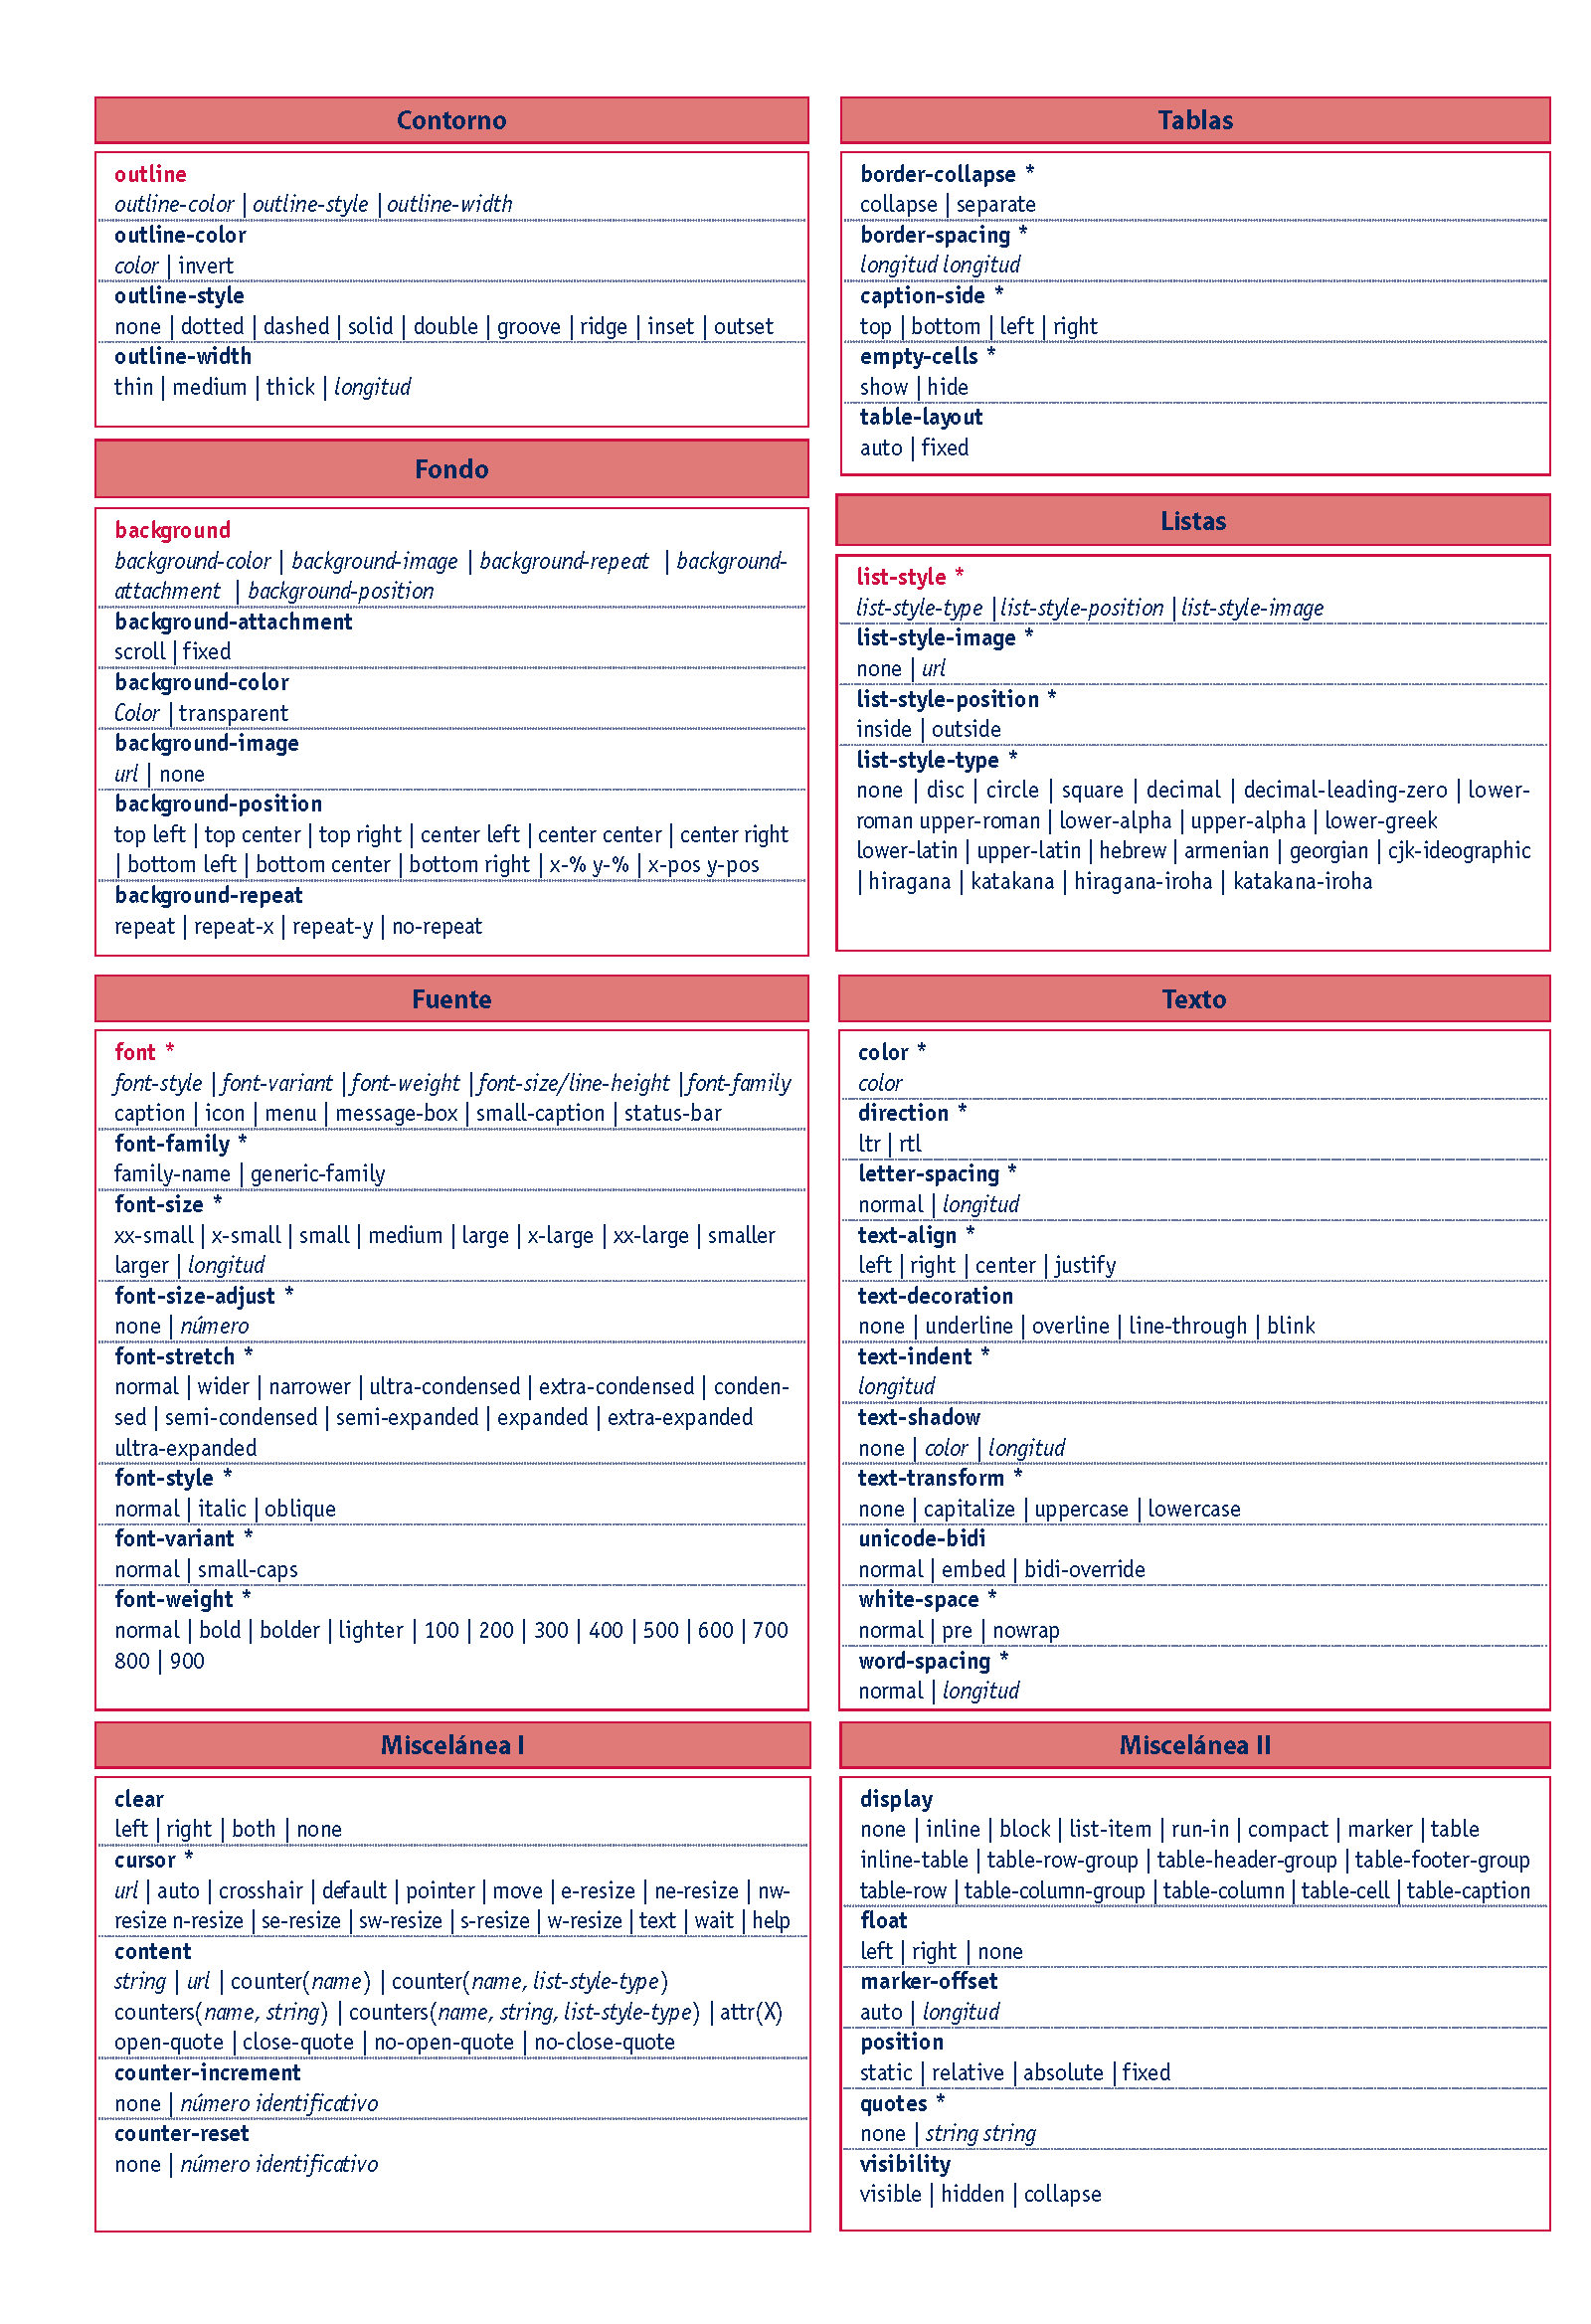 Contorno
outline
outline-color | outline-style | outline-width
outline-color
color | invert
outline-style
none | dotted | dashed | solid | double | groove | ridge | inset | outset
outline-width
thin | medium | thick | longitud
Fondo
background
background-color | background-image | background-repeat | background-
attachment | background-position
background-attachment
scroll | fixed
background-color
Color | transparent
background-image
url | none
background-position
top left | top center | top right | center left | center center | center right
| bottom left | bottom center | bottom right | x-% y-% | x-pos y-pos
background-repeat
repeat | repeat-x | repeat-y | no-repeat
Fuente
font *
font-style | font-variant | font-weight | font-size/line-height | font-family
caption | icon | menu | message-box | small-caption | status-bar
font-family *
family-name | generic-family
font-size *
xx-small | x-small | small | medium | large | x-large | xx-large | smaller
larger | longitud
font-size-adjust *
none | número
font-stretch *
normal | wider | narrower | ultra-condensed | extra-condensed | conden-
sed | semi-condensed | semi-expanded | expanded | extra-expanded
ultra-expanded
font-style *
normal | italic | oblique
font-variant *
normal | small-caps
font-weight *
normal | bold | bolder | lighter | 100 | 200 | 300 | 400 | 500 | 600 | 700
800 | 900
Miscelánea I
clear
left | right | both | none
cursor *
url | auto | crosshair | default | pointer | move | e-resize | ne-resize | nw-
resize n-resize | se-resize | sw-resize | s-resize | w-resize | text | wait | help
content
string | url | counter(name) | counter(name, list-style-type)
counters(name, string) | counters(name, string, list-style-type) | attr(X)
open-quote | close-quote | no-open-quote | no-close-quote
counter-increment
none | número identificativo
counter-reset
none | número identificativo
Tablas
border-collapse *
collapse | separate
border-spacing *
longitud longitud
caption-side *
top | bottom | left | right
empty-cells *
show | hide
table-layout
auto | fixed
Listas
list-style *
list-style-type | list-style-position | list-style-image
list-style-image *
none | url
list-style-position *
inside | outside
list-style-type *
none | disc | circle | square | decimal | decimal-leading-zero | lower-
roman upper-roman | lower-alpha | upper-alpha | lower-greek
lower-latin | upper-latin | hebrew | armenian | georgian | cjk-ideographic
| hiragana | katakana | hiragana-iroha | katakana-iroha
Texto
color *
color
direction *
ltr | rtl
letter-spacing *
normal | longitud
text-align *
left | right | center | justify
text-decoration
none | underline | overline | line-through | blink
text-indent *
longitud
text-shadow
none | color | longitud
text-transform *
none | capitalize | uppercase | lowercase
unicode-bidi
normal | embed | bidi-override
white-space *
normal | pre | nowrap
word-spacing *
normal | longitud
Miscelánea II
display
none | inline | block | list-item | run-in | compact | marker | table
inline-table | table-row-group | table-header-group | table-footer-group
table-row | table-column-group | table-column | table-cell | table-caption
float
left | right | none
marker-offset
auto | longitud
position
static | relative | absolute | fixed
quotes *
none | string string
visibility
visible | hidden | collapse